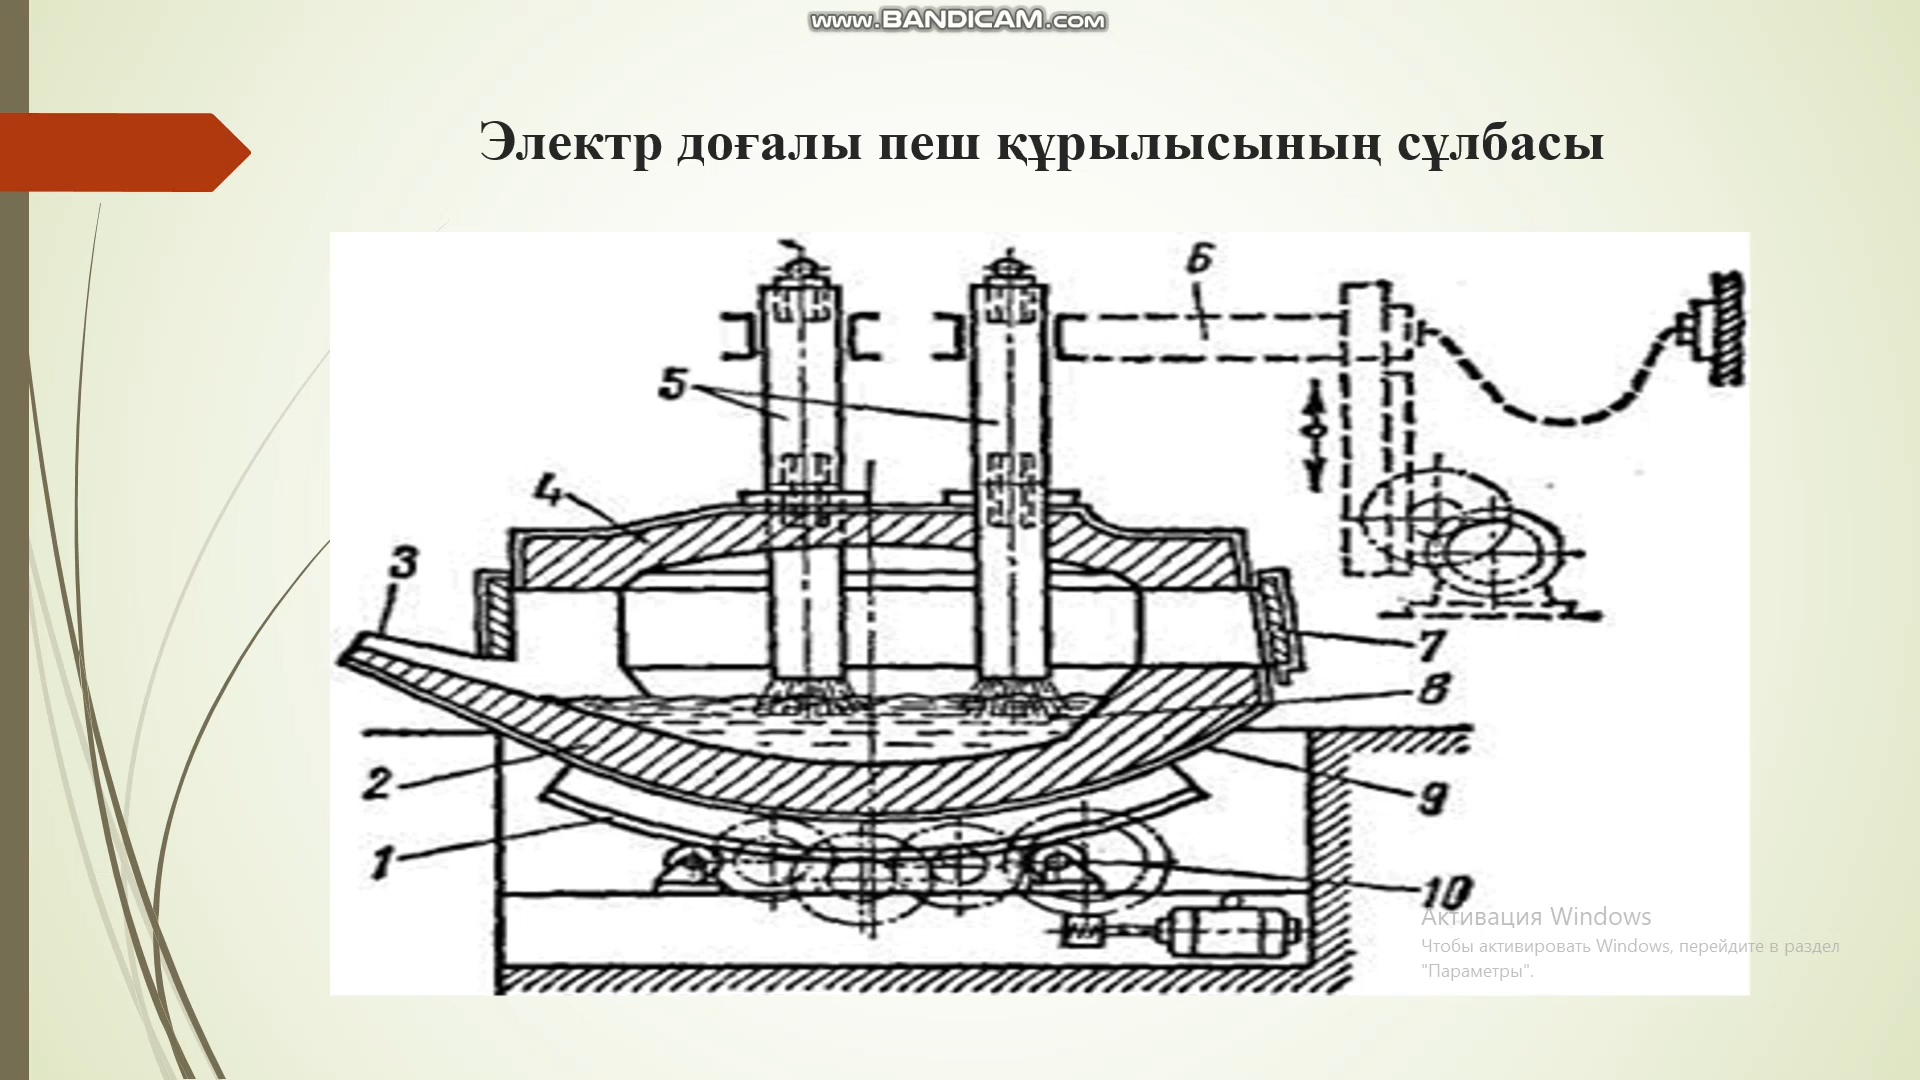 www.BANDICAM.com
Электр доғалы пеш құрылысының сұлбасы
6
5
4
3
7
8
2
9
1
10
Активация Windows
Чтобы активировать Windows, перейдите в раздел
"Параметры".